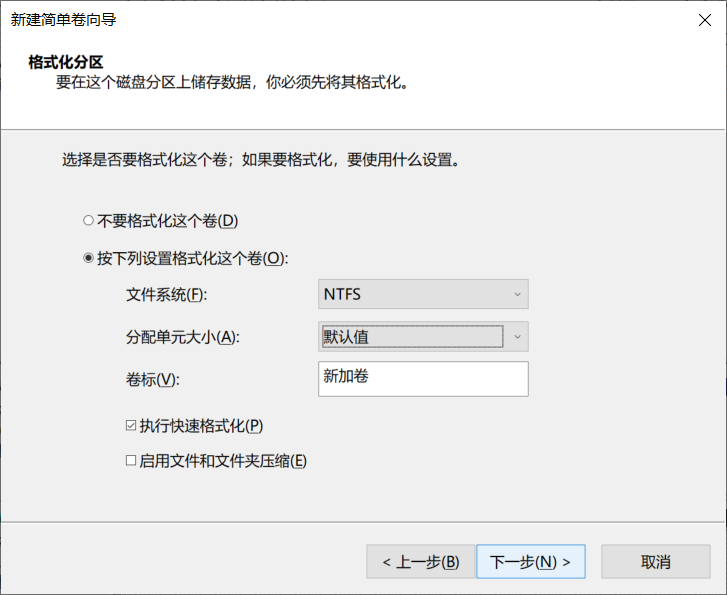 新建简单卷向导
格式化分区
要在这个磁盘分区上储存数据，你必须先将其格式化。
选择是否要格式化这个卷；如果要格式化，要使用什么设置。
不要格式化这个卷(D)
按下列设置格式化这个卷(O):
文件系统(F): NTFS
分配单元大小(A): 默认值
卷标(V): 新加卷
执行快速格式化(P)
启用文件和文件夹压缩(E)
< 上一步(B) 下一步(N) > 取消